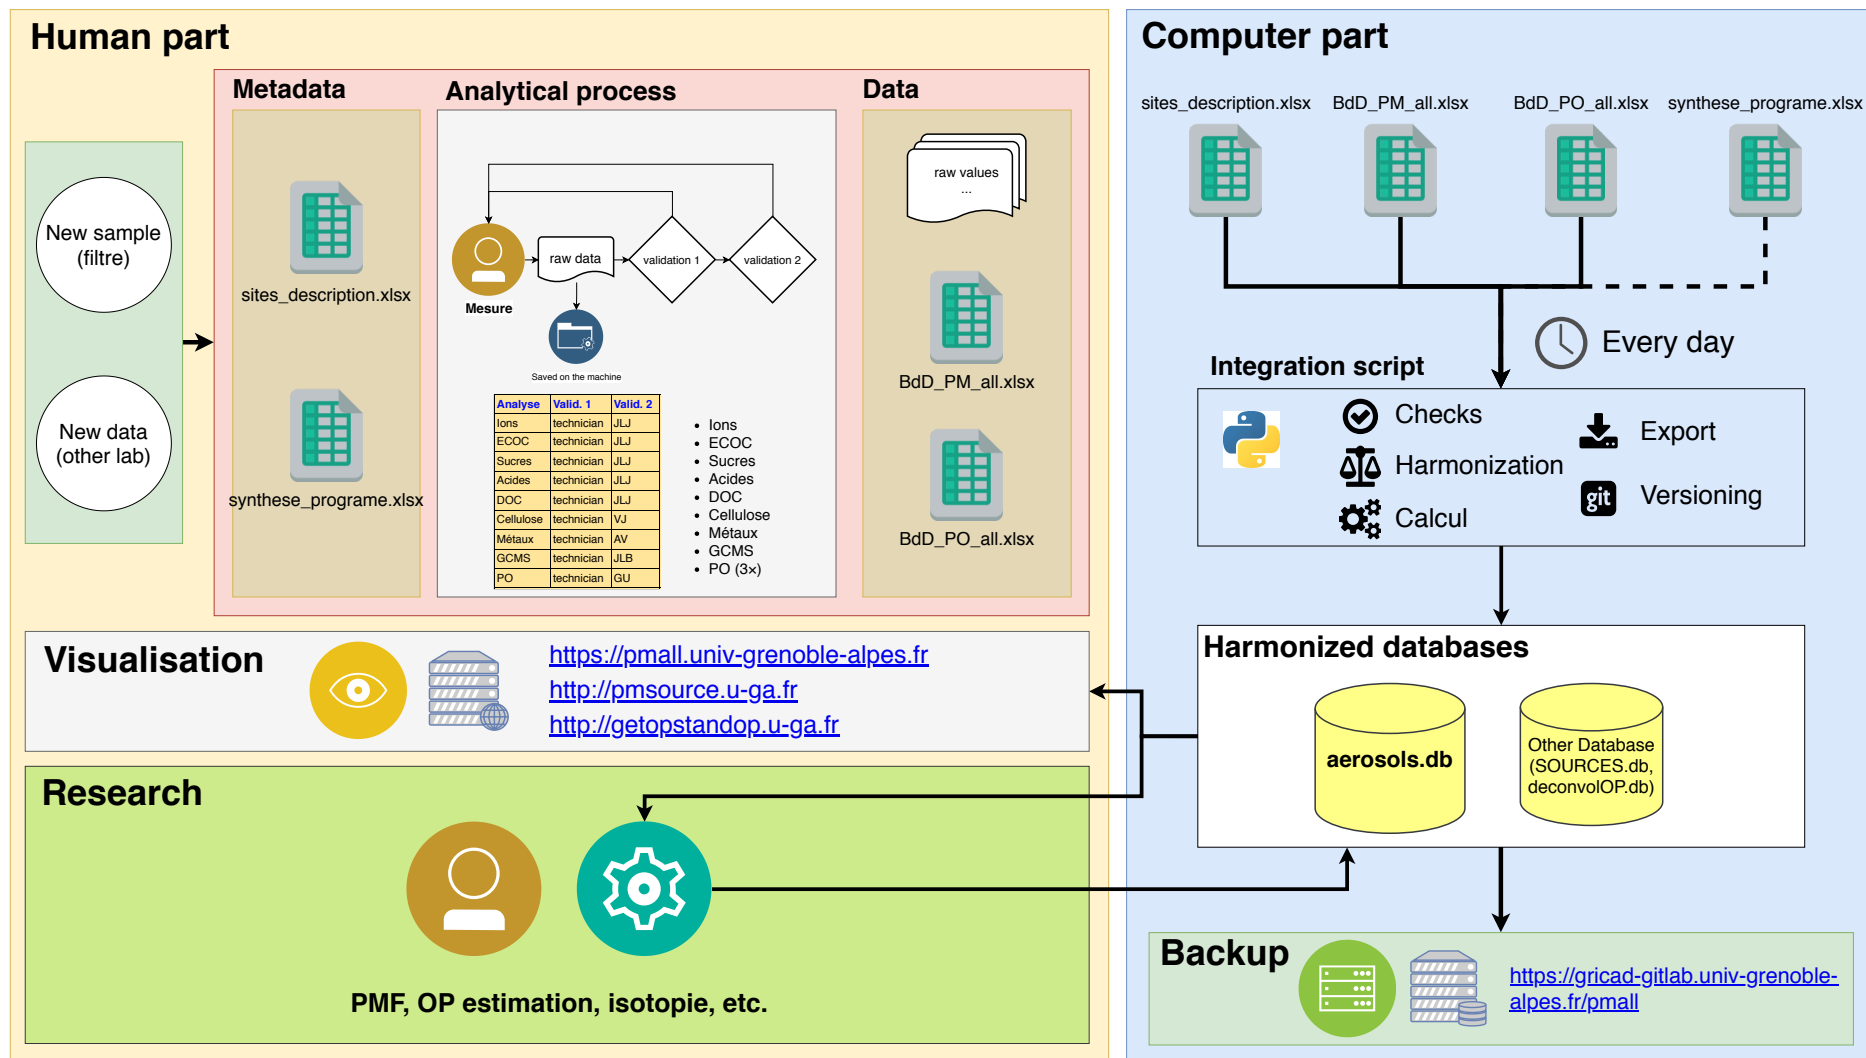 Human part
Metadata
Analytical process
Data
New sample
(filtre)
New data
(other lab)
sites_description.xlsx
synthese_programe.xlsx
Mesure
raw data
validation 1
validation 2
Saved on the machine
Analyse Valid. 1 Valid. 2
Ions technician JLJ
ECOC technician JLJ
Sucres technician JLJ
Acides technician JLJ
DOC technician JLJ
Cellulose technician VJ
Métaux technician AV
GCMS technician JLB
PO technician GU
• Ions
• ECOC
• Sucres
• Acides
• DOC
• Cellulose
• Métaux
• GCMS
• PO (3×)
raw values
...
BdD_PM_all.xlsx
BdD_PO_all.xlsx
Visualisation
https://pmall.univ-grenoble-alpes.fr
http://pmsource.u-ga.fr
http://getopstandop.u-ga.fr
Research
PMF, OP estimation, isotopie, etc.
Computer part
sites_description.xlsx
BdD_PM_all.xlsx
BdD_PO_all.xlsx
synthese_programe.xlsx
Every day
Integration script
Checks
Harmonization
Calcul
Export
git
Versioning
Harmonized databases
aerosols.db
Other Database
(SOURCES.db,
deconvolOP.db)
Backup
https://gricad-gitlab.univ-grenoble-
alpes.fr/pmall